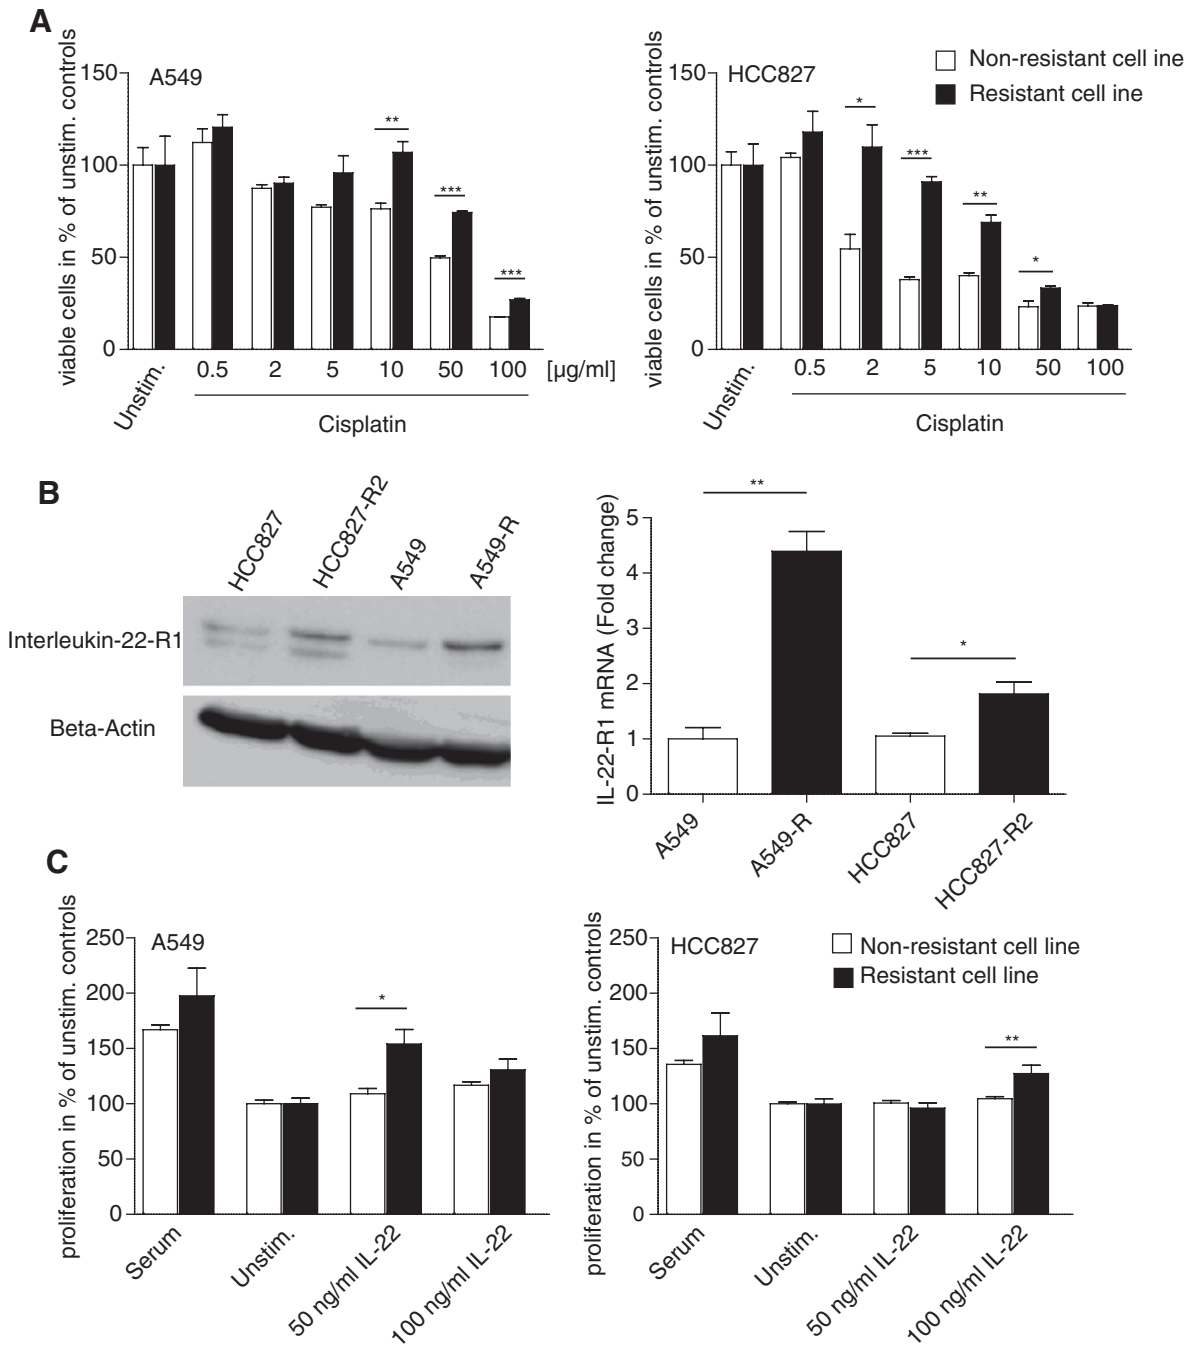 A
viable cells in % of unstim. controls
A549
150
100
50
0
**
***
***
Unstim.
0.5 2 5 10 50 100 [µg/ml]
Cisplatin
viable cells in % of unstim. controls
HCC827
150
100
50
0
*
***
**
*
Unstim.
0.5 2 5 10 50 100
Cisplatin
Non-resistant cell ine
Resistant cell ine
B
HCC827
HCC827-R2
A549
A549-R
Interleukin-22-R1
Beta-Actin
IL-22-R1 mRNA (Fold change)
5
4
3
2
1
0
**
*
A549
A549-R
HCC827
HCC827-R2
C
proliferation in % of unstim. controls
A549
250
200
150
100
50
0
*
Serum
Unstim.
50 ng/ml IL-22
100 ng/ml IL-22
proliferation in % of unstim. controls
HCC827
250
200
150
100
50
0
**
Serum
Unstim.
50 ng/ml IL-22
100 ng/ml IL-22
Non-resistant cell line
Resistant cell line